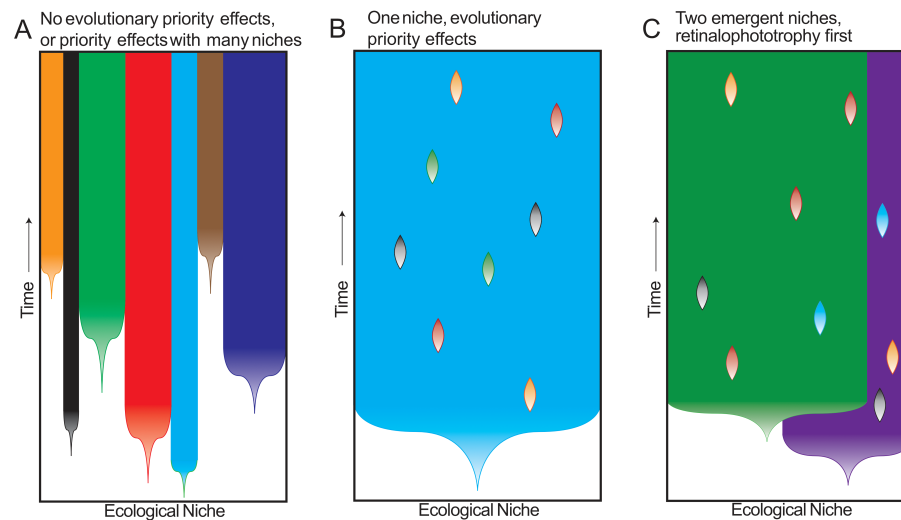 A
No evolutionary priority effects,
or priority effects with many niches
Time
Ecological Niche
B
One niche, evolutionary
priority effects
Time
Ecological Niche
C
Two emergent niches,
retinalophototrophy first
Time
Ecological Niche